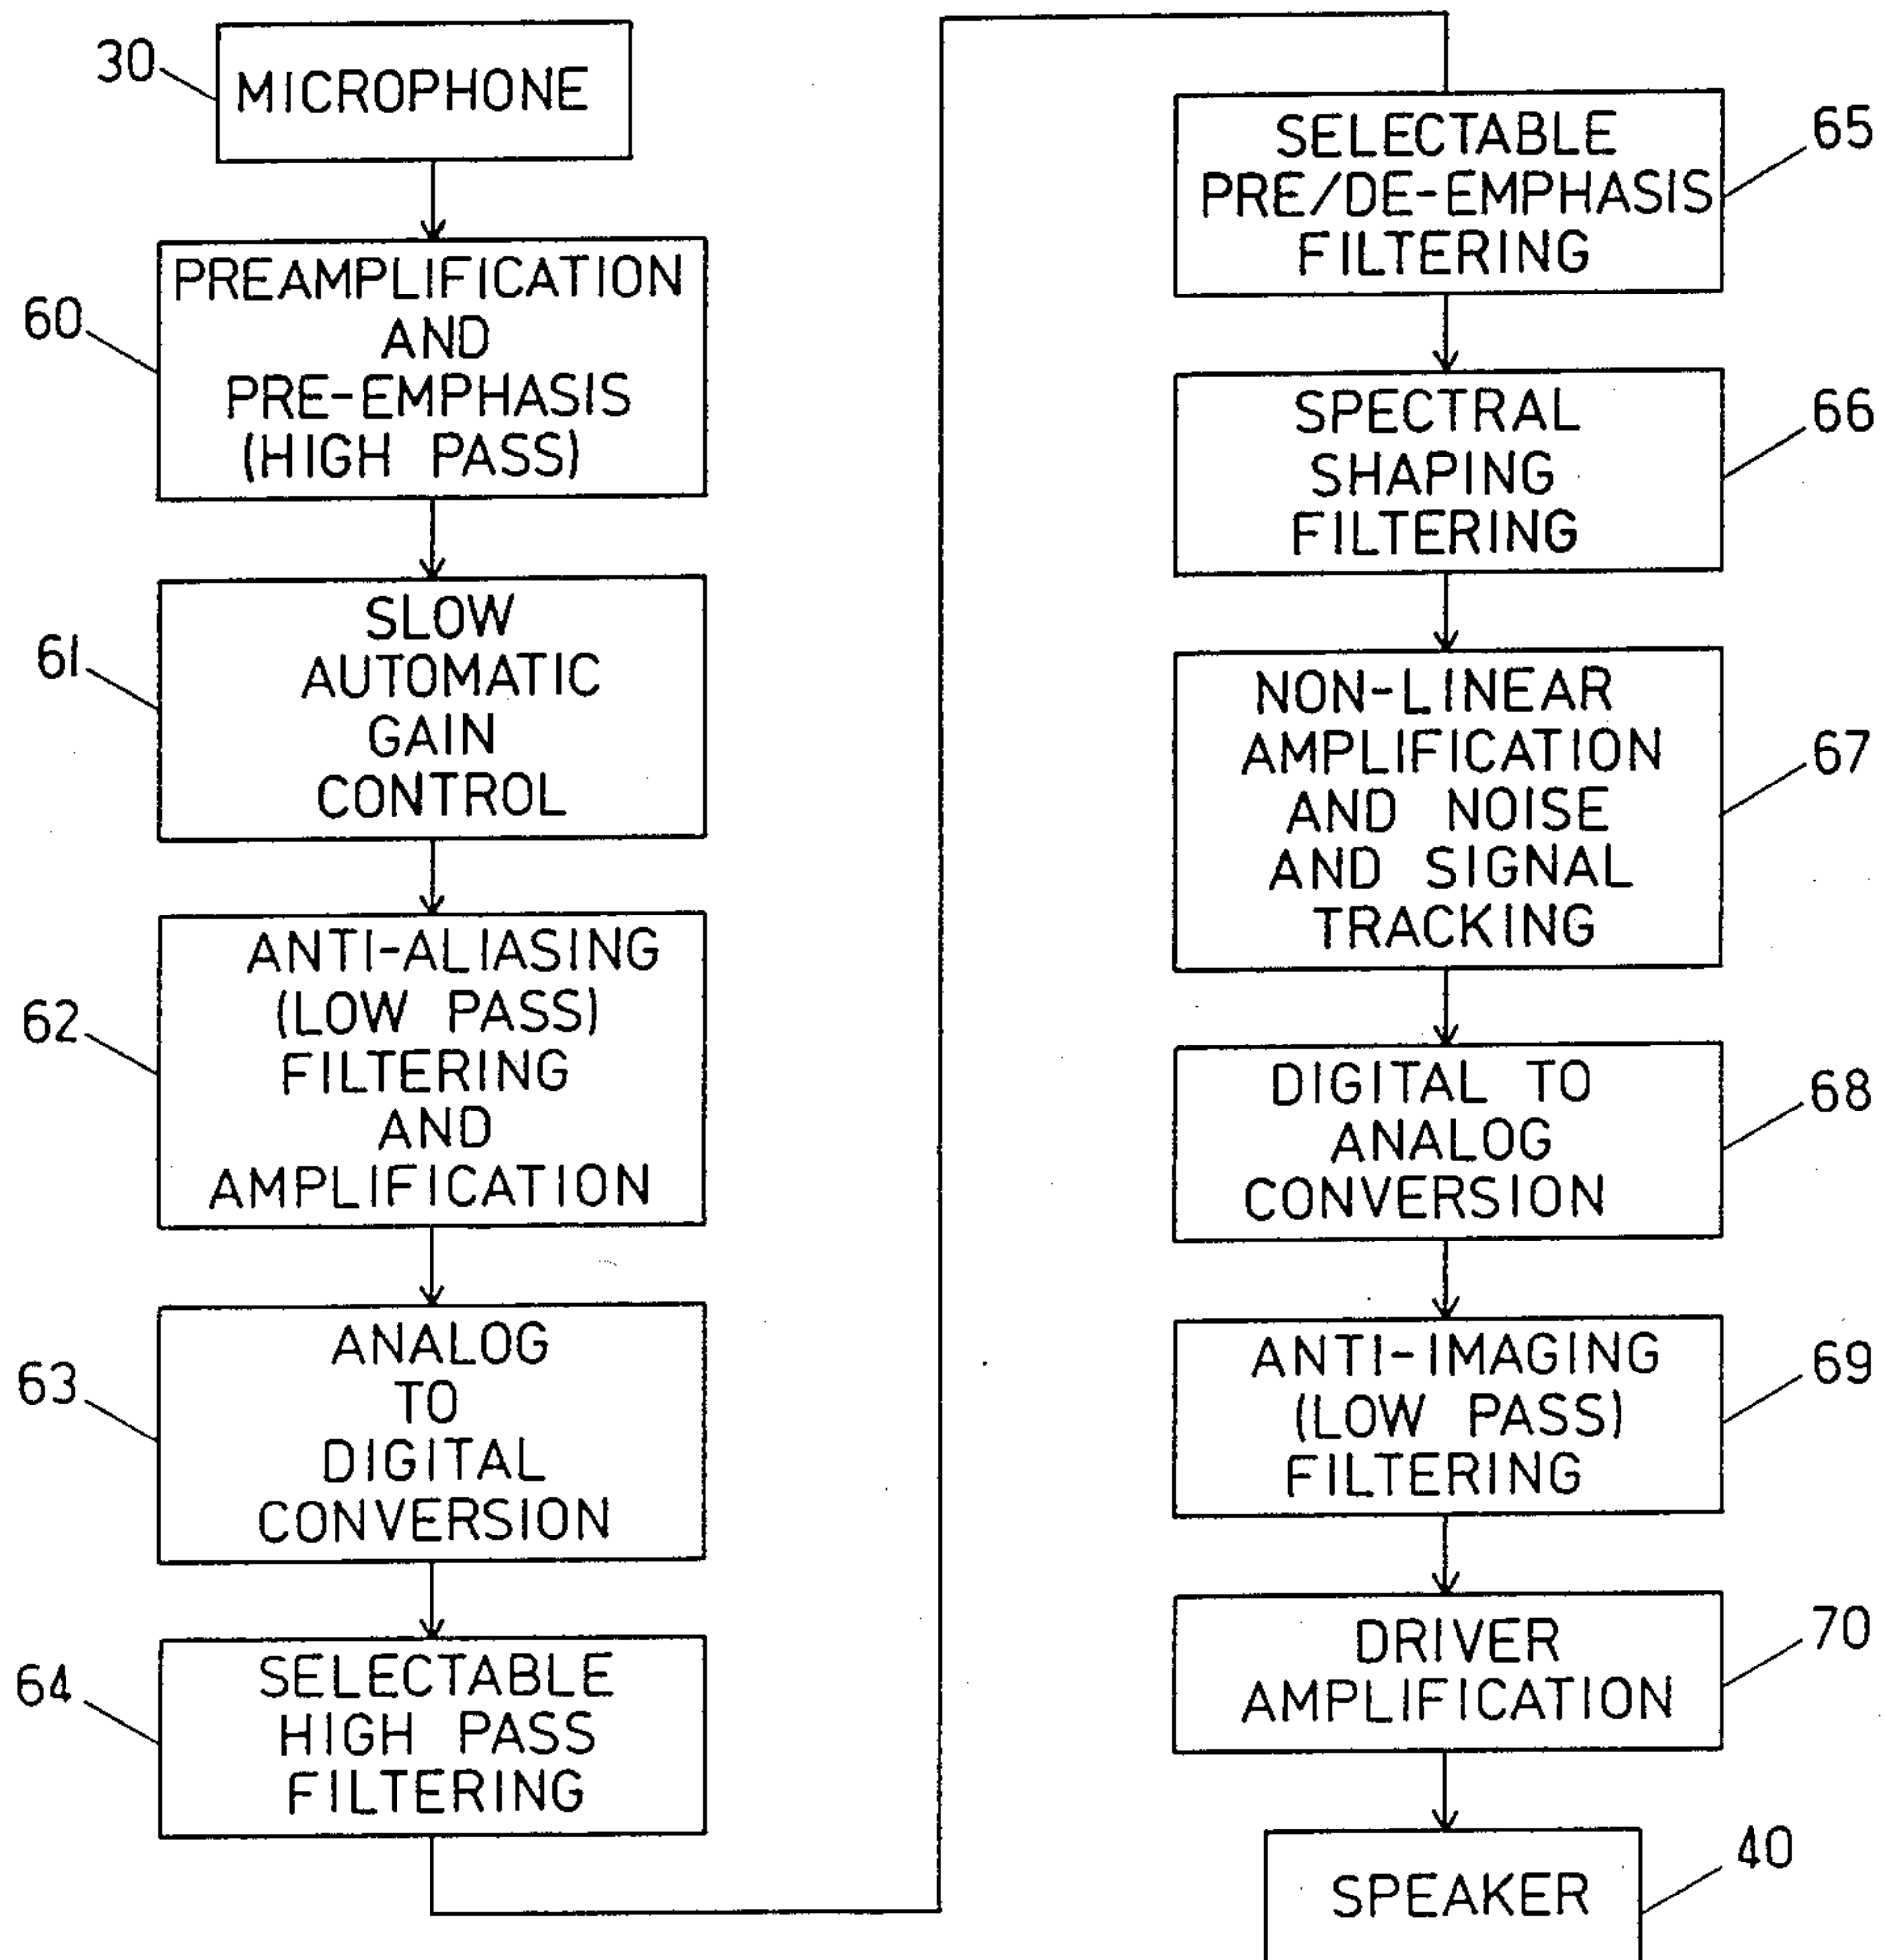 30
MICROPHONE
60
PREAMPLIFICATION
AND
PRE-EMPHASIS
(HIGH PASS)
61
SLOW
AUTOMATIC
GAIN
CONTROL
62
ANTI-ALIASING
(LOW PASS)
FILTERING
AND
AMPLIFICATION
63
ANALOG
TO
DIGITAL
CONVERSION
64
SELECTABLE
HIGH PASS
FILTERING
65
SELECTABLE
PRE/DE-EMPHASIS
FILTERING
66
SPECTRAL
SHAPING
FILTERING
67
NON-LINEAR
AMPLIFICATION
AND NOISE
AND SIGNAL
TRACKING
68
DIGITAL TO
ANALOG
CONVERSION
69
ANTI-IMAGING
(LOW PASS)
FILTERING
70
DRIVER
AMPLIFICATION
40
SPEAKER